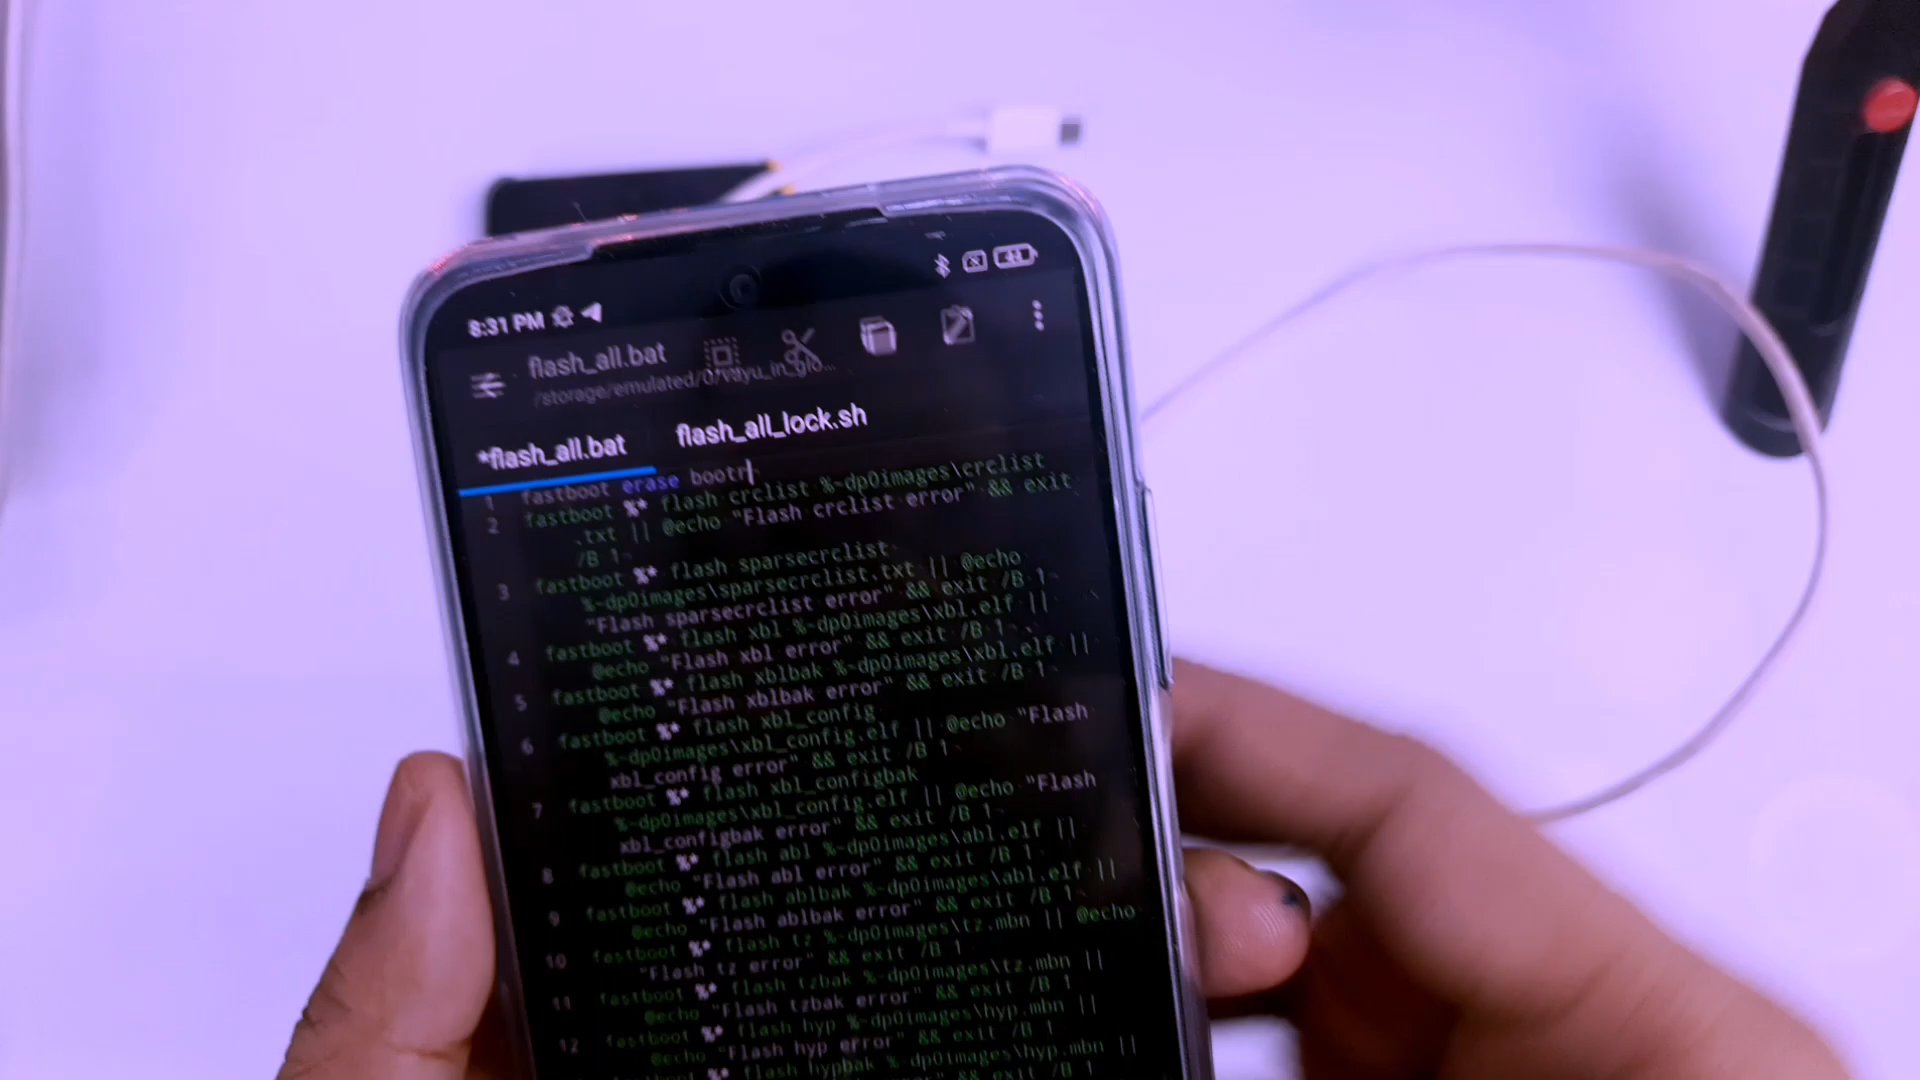 8:31 PM
44
flash_all.bat
/storage/emulated/0/vayu_in_glo...
*flash_all.bat
flash_all_lock.sh
1 fastboot erase bootr
2 fastboot %* flash crclist %~dp0images\crclist
.txt || @echo "Flash crclist error" && exit
/B 1
3 fastboot %* flash sparsecrclist
%~dp0images\sparsecrclist.txt || @echo
"Flash sparsecrclist error" && exit /B 1
4 fastboot %* flash xbl %~dp0images\xbl.elf ||
@echo "Flash xbl error" && exit /B 1
5 fastboot %* flash xblbak %~dp0images\xbl.elf ||
@echo "Flash xblbak error" && exit /B 1
6 fastboot %* flash xbl_config
%~dp0images\xbl_config.elf || @echo "Flash
xbl_config error" && exit /B 1
7 fastboot %* flash xbl_configbak
%~dp0images\xbl_config.elf || @echo "Flash
xbl_configbak error" && exit /B 1
8 fastboot %* flash abl %~dp0images\abl.elf ||
@echo "Flash abl error" && exit /B 1
9 fastboot %* flash ablbak %~dp0images\abl.elf ||
@echo "Flash ablbak error" && exit /B 1
10 fastboot %* flash tz %~dp0images\tz.mbn || @echo
"Flash tz error" && exit /B 1
11 fastboot %* flash tzbak %~dp0images\tz.mbn ||
@echo "Flash tzbak error" && exit /B 1
12 fastboot %* flash hyp %~dp0images\hyp.mbn ||
@echo "Flash hyp error" && exit /B 1
fastboot %* flash hypbak %~dp0images\hyp.mbn ||